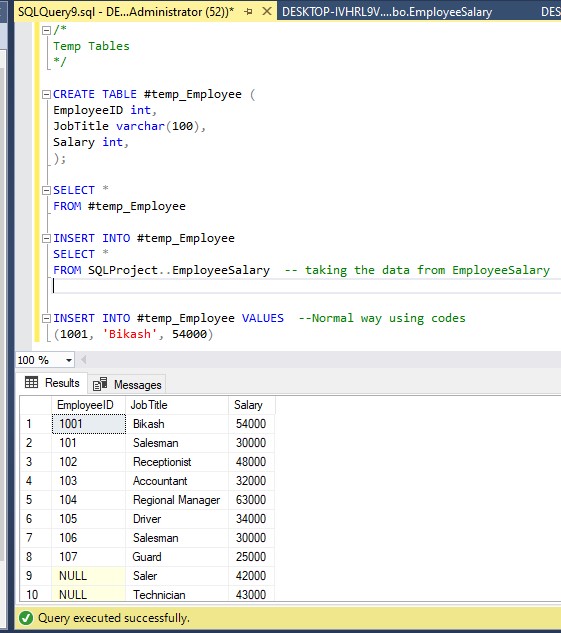 SQLQuery9.sql - DE...Administrator (52))* DESKTOP-IVHRL9V....bo.EmployeeSalary DES
/*
Temp Tables
*/
CREATE TABLE #temp_Employee (
EmployeeID int,
JobTitle varchar(100),
Salary int,
);
SELECT *
FROM #temp_Employee
INSERT INTO #temp_Employee
SELECT *
FROM SQLProject..EmployeeSalary -- taking the data from EmployeeSalary
INSERT INTO #temp_Employee VALUES --Normal way using codes
(1001, 'Bikash', 54000)
100 %
Results Messages
EmployeeID JobTitle Salary
1 1001 Bikash 54000
2 101 Salesman 30000
3 102 Receptionist 48000
4 103 Accountant 32000
5 104 Regional Manager 63000
6 105 Driver 34000
7 106 Salesman 30000
8 107 Guard 25000
9 NULL Saler 42000
10 NULL Technician 43000
Query executed successfully.